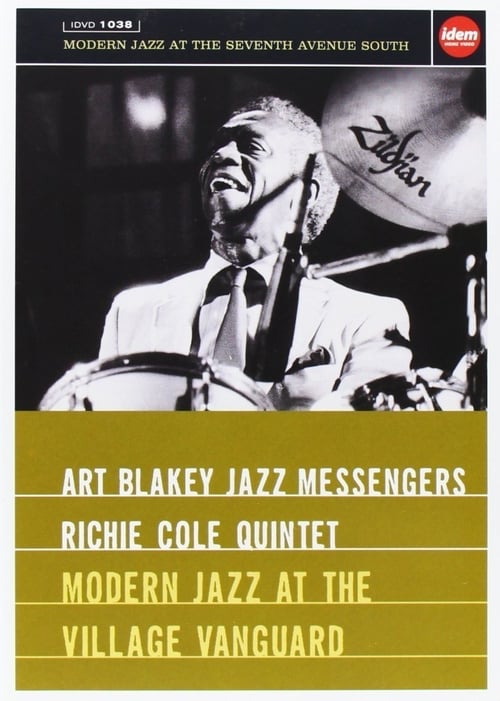 IDVD 1038
MODERN JAZZ AT THE SEVENTH AVENUE SOUTH
idem
HOME VIDEO
Zildjian
ART BLAKEY JAZZ MESSENGERS
RICHIE COLE QUINTET
MODERN JAZZ AT THE
VILLAGE VANGUARD